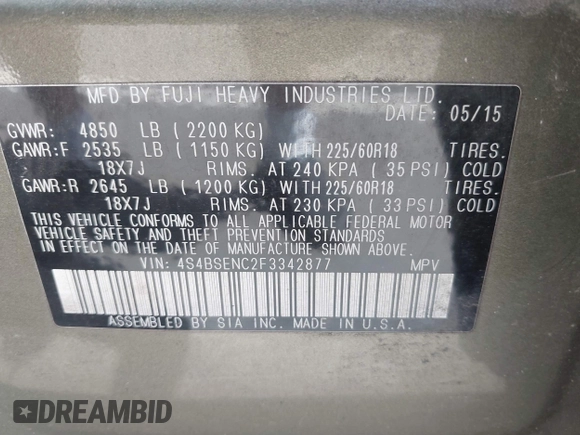 MFD BY FUJI HEAVY INDUSTRIES LTD.
DATE: 05/15
GVWR: 4850 LB (2200 KG)
GAWR:F 2535 LB (1150 KG) WITH 225/60R18 TIRES.
18X7J RIMS. AT 240 KPA (35 PSI) COLD
GAWR:R 2645 LB (1200 KG) WITH 225/60R18 TIRES.
18X7J RIMS. AT 230 KPA (33 PSI) COLD
THIS VEHICLE CONFORMS TO ALL APPLICABLE FEDERAL MOTOR
VEHICLE SAFETY AND THEFT PREVENTION STANDARDS
IN EFFECT ON THE DATE OF MANUFACTURE SHOWN ABOVE.
VIN: 4S4BSENC2F3342877 MPV
ASSEMBLED BY SIA INC. MADE IN U.S.A.
DREAMBID